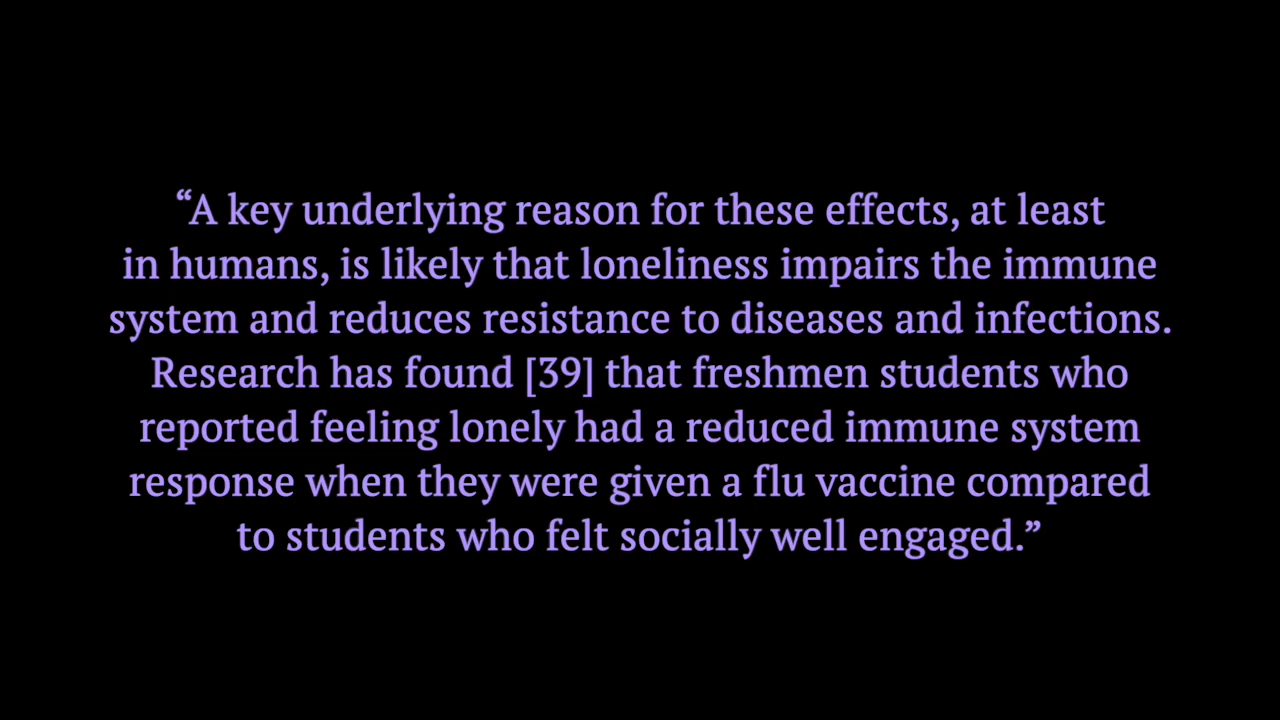 “A key underlying reason for these effects, at least
in humans, is likely that loneliness impairs the immune
system and reduces resistance to diseases and infections.
Research has found [39] that freshmen students who
reported feeling lonely had a reduced immune system
response when they were given a flu vaccine compared
to students who felt socially well engaged.”